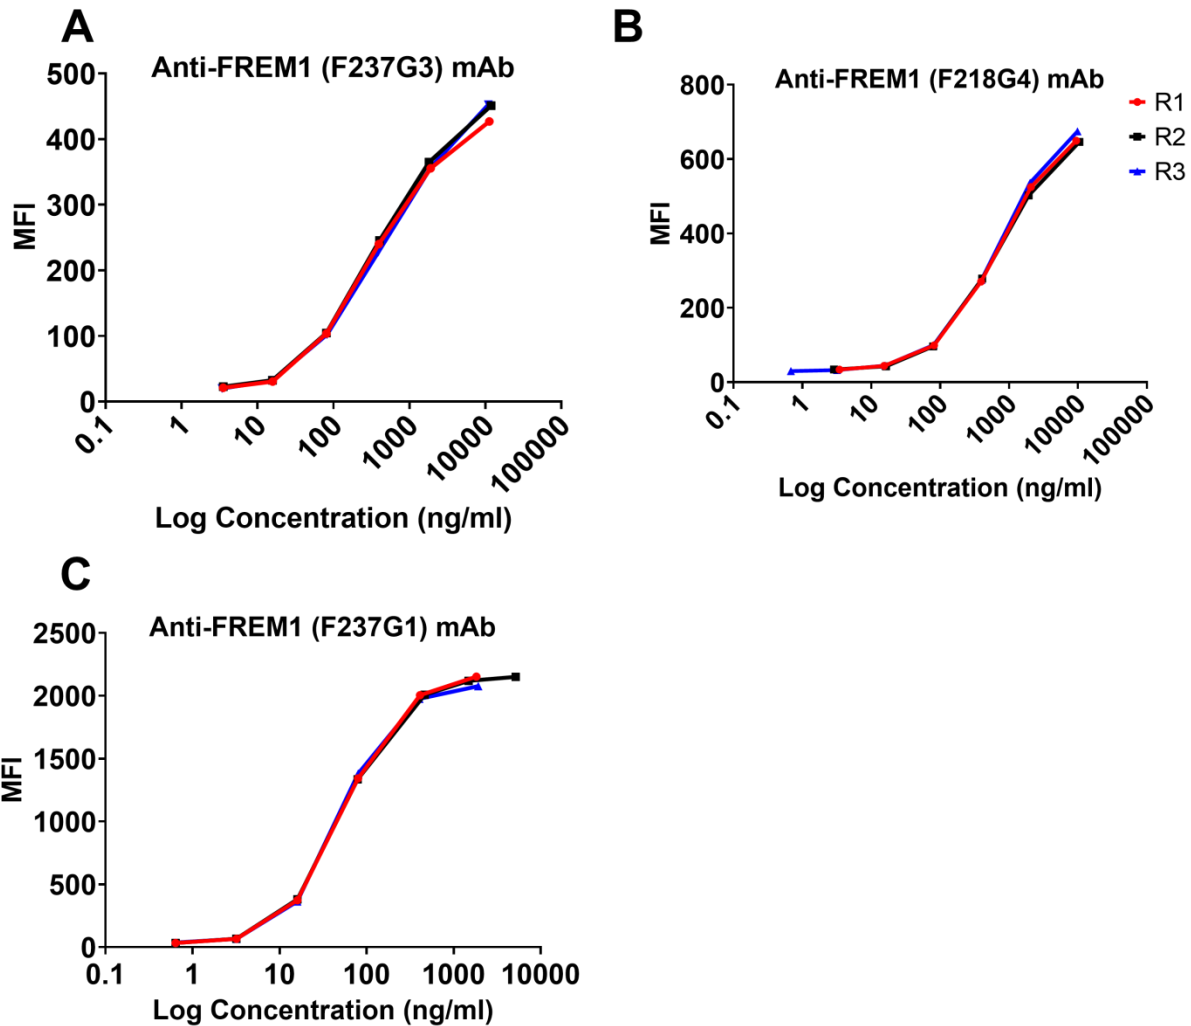 A
Anti-FREM1 (F237G3) mAb
500
400
300
200
100
0
MFI
0.1
1
10
100
1000
10000
100000
Log Concentration (ng/ml)
B
Anti-FREM1 (F218G4) mAb
800
600
400
200
0
MFI
0.1
1
10
100
1000
10000
100000
Log Concentration (ng/ml)
R1
R2
R3
C
Anti-FREM1 (F237G1) mAb
2500
2000
1500
1000
500
0
MFI
0.1
1
10
100
1000
10000
Log Concentration (ng/ml)